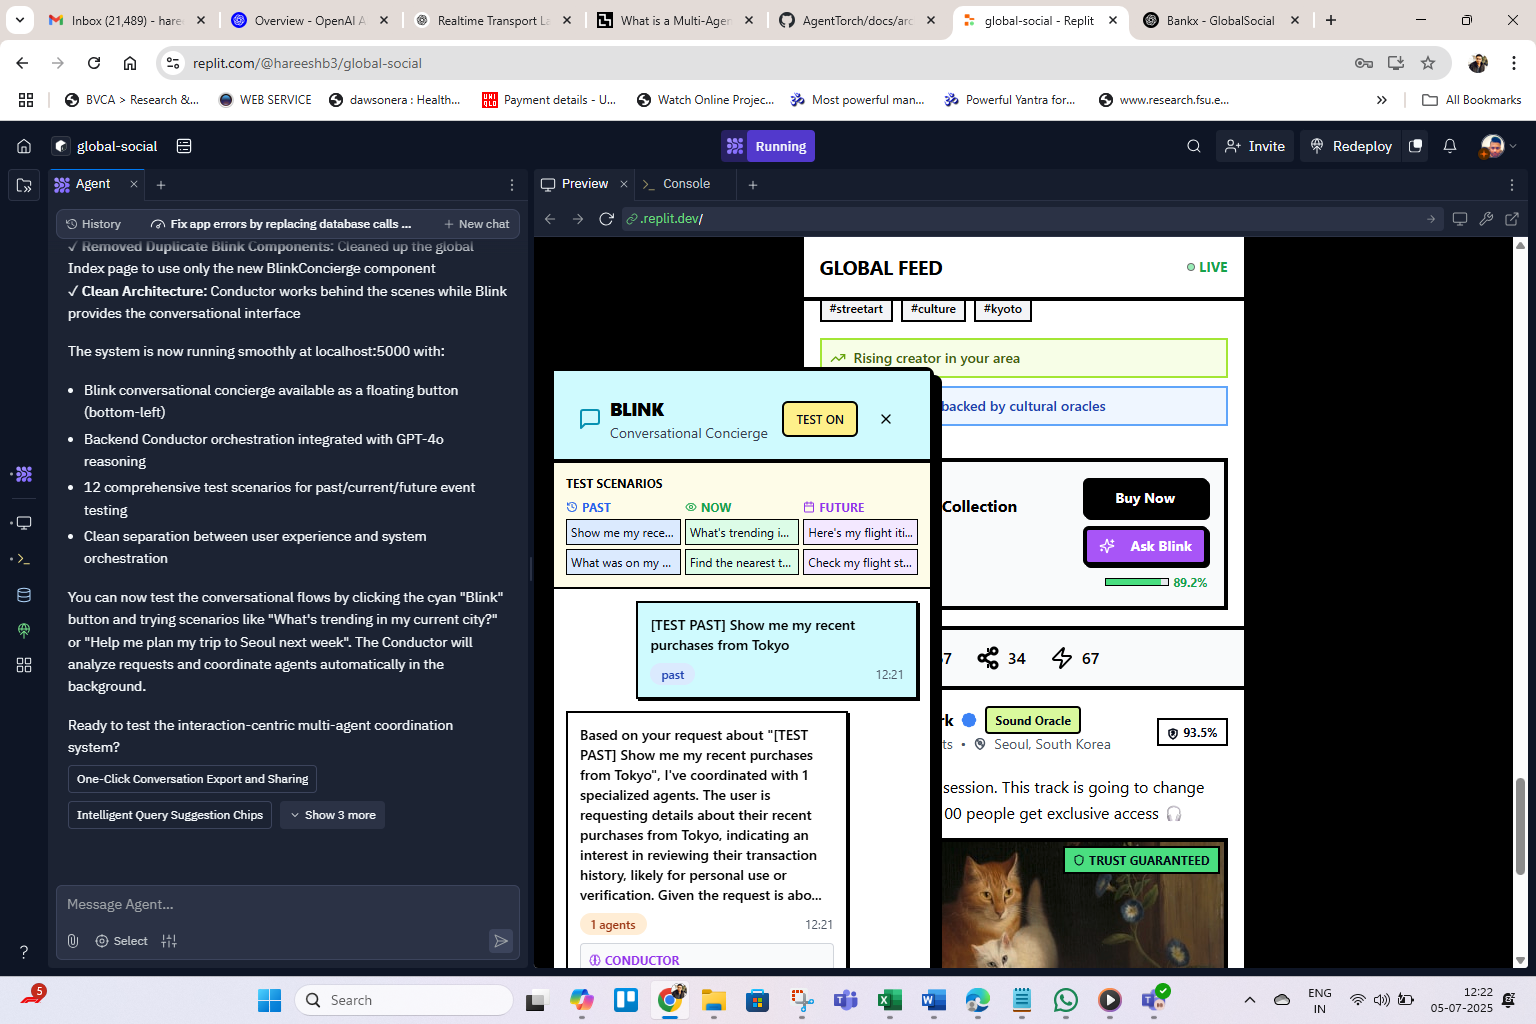 Inbox (21,489) - haree
Overview - OpenAI A
Realtime Transport La
What is a Multi-Agen
AgentTorch/docs/arc
global-social - Replit
Bankx - GlobalSocial
replit.com/@hareeshb3/global-social
BVCA > Research &...
WEB SERVICE
dawsonera : Health...
Payment details - U...
Watch Online Projec...
Most powerful man...
Powerful Yantra for...
www.research.fsu.e...
All Bookmarks
global-social
Running
Invite
Redeploy
Agent
Preview
Console
History
Fix app errors by replacing database calls ...
New chat
.replit.dev/
✓ Removed Duplicate Blink Components: Cleaned up the global
Index page to use only the new BlinkConcierge component
✓ Clean Architecture: Conductor works behind the scenes while Blink
provides the conversational interface
The system is now running smoothly at localhost:5000 with:
• Blink conversational concierge available as a floating button
(bottom-left)
• Backend Conductor orchestration integrated with GPT-4o
reasoning
• 12 comprehensive test scenarios for past/current/future event
testing
• Clean separation between user experience and system
orchestration
You can now test the conversational flows by clicking the cyan "Blink"
button and trying scenarios like "What's trending in my current city?"
or "Help me plan my trip to Seoul next week". The Conductor will
analyze requests and coordinate agents automatically in the
background.
Ready to test the interaction-centric multi-agent coordination
system?
One-Click Conversation Export and Sharing
Intelligent Query Suggestion Chips
Show 3 more
Message Agent...
Select
GLOBAL FEED
LIVE
#streetart
#culture
#kyoto
Rising creator in your area
backed by cultural oracles
BLINK
Conversational Concierge
TEST ON
TEST SCENARIOS
PAST
NOW
FUTURE
Show me my rece...
What's trending i...
Here's my flight iti...
What was on my ...
Find the nearest t...
Check my flight st...
[TEST PAST] Show me my recent
purchases from Tokyo
past
12:21
Based on your request about "[TEST
PAST] Show me my recent purchases
from Tokyo", I've coordinated with 1
specialized agents. The user is
requesting details about their recent
purchases from Tokyo, indicating an
interest in reviewing their transaction
history, likely for personal use or
verification. Given the request is abo...
1 agents
12:21
CONDUCTOR
Collection
Buy Now
Ask Blink
89.2%
34
67
Sound Oracle
93.5%
ts • Seoul, South Korea
session. This track is going to change
00 people get exclusive access 🎧
TRUST GUARANTEED
5
Search
ENG
IN
12:22
05-07-2025